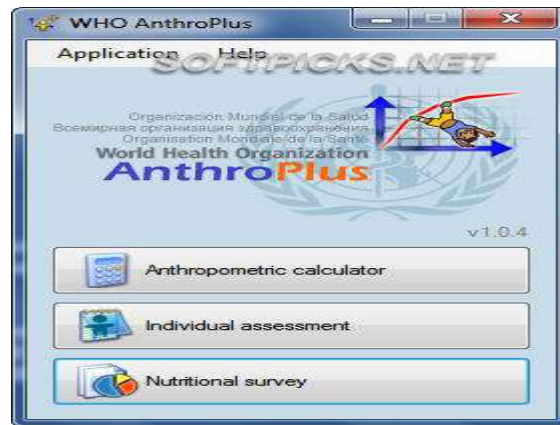 WHO AnthroPlus
Application Help
SOFTPICKS.NET
Organización Mundial de la Salud
Всемирная организация здравоохранения
Organisation Mondiale de la Santé
World Health Organization
AnthroPlus
v1.0.4
Anthropometric calculator
Individual assessment
Nutritional survey